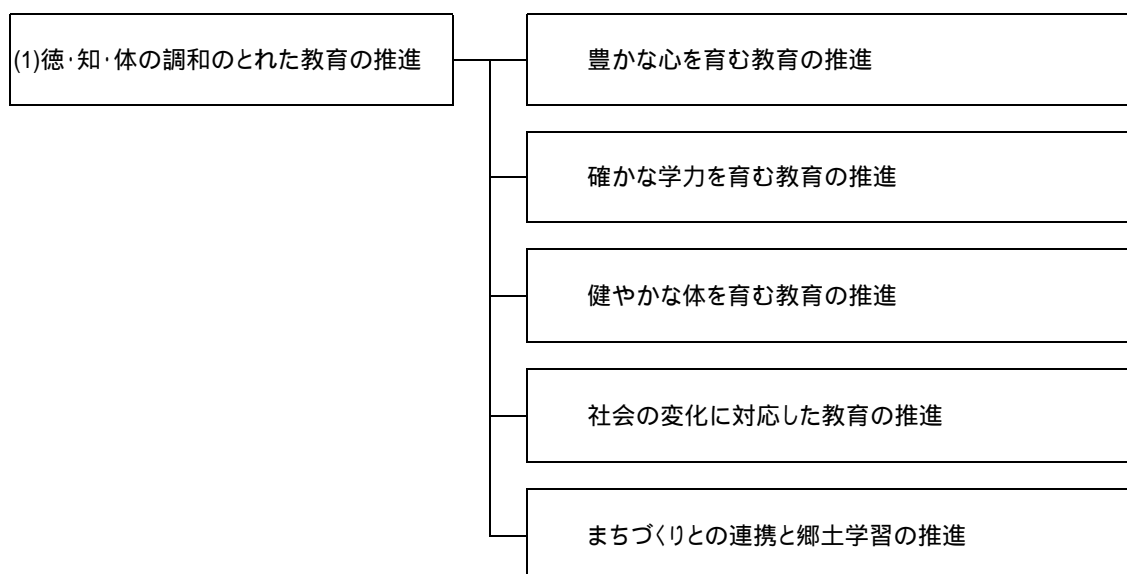 (1)徳・知・体の調和のとれた教育の推進
豊かな心を育む教育の推進
確かな学力を育む教育の推進
健やかな体を育む教育の推進
社会の変化に対応した教育の推進
まちづくりとの連携と郷土学習の推進